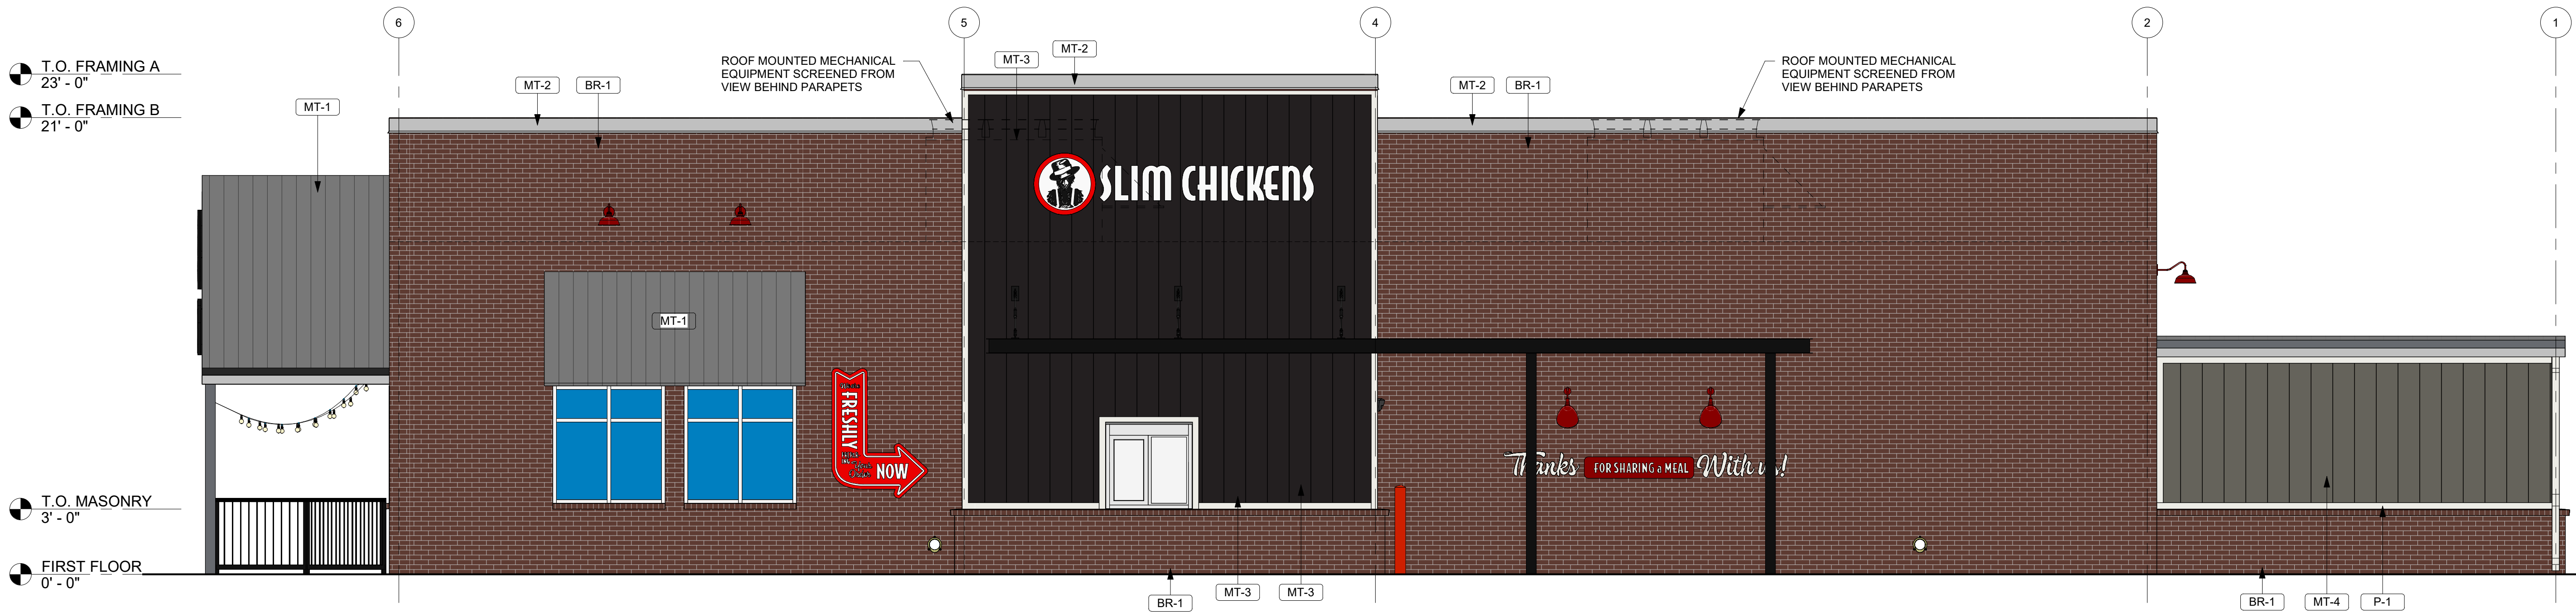 6
5
4
2
1
T.O. FRAMING A
23' - 0"
T.O. FRAMING B
21' - 0"
MT-1
MT-2
BR-1
ROOF MOUNTED MECHANICAL
EQUIPMENT SCREENED FROM
VIEW BEHIND PARAPETS
MT-3
MT-2
MT-2
BR-1
ROOF MOUNTED MECHANICAL
EQUIPMENT SCREENED FROM
VIEW BEHIND PARAPETS
SLIM CHICKENS
MT-1
FRESHLY
NOW
Thanks FOR SHARING a MEAL With us!
T.O. MASONRY
3' - 0"
FIRST FLOOR
0' - 0"
BR-1
MT-3
MT-3
BR-1
MT-4
P-1